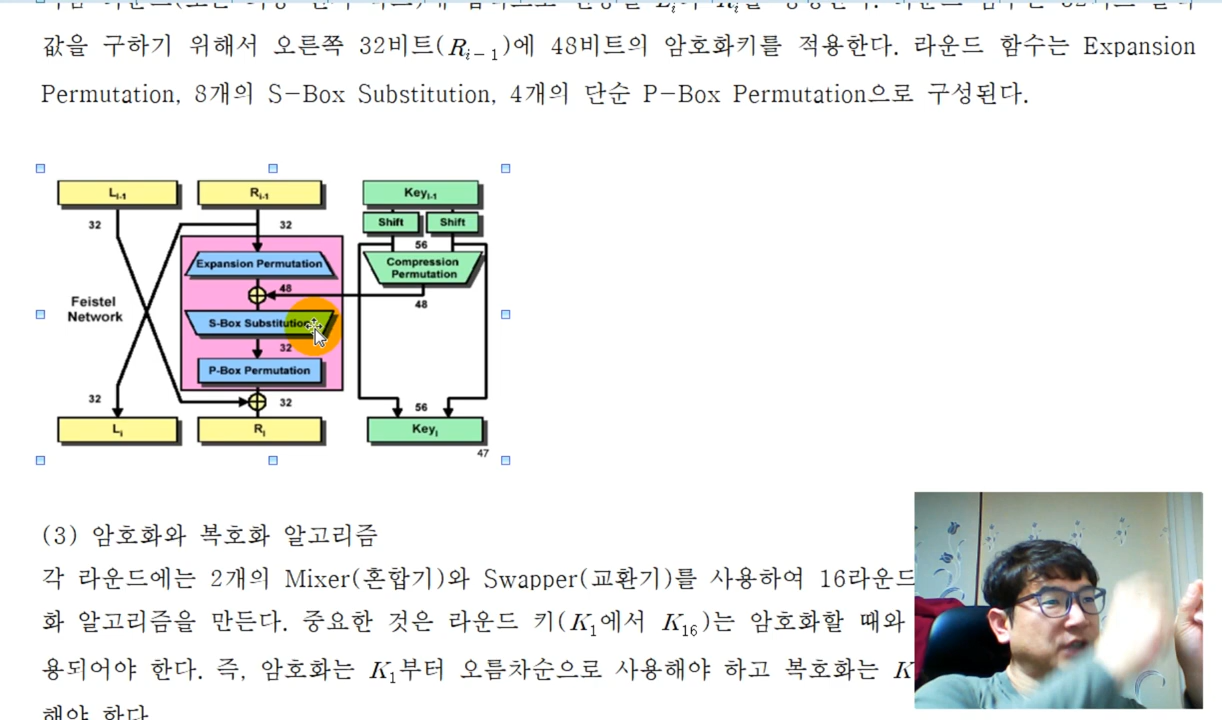 값을 구하기 위해서 오른쪽 32비트(R_{i-1})에 48비트의 암호화키를 적용한다. 라운드 함수는 Expansion
Permutation, 8개의 S-Box Substitution, 4개의 단순 P-Box Permutation으로 구성된다.
L_{i-1} R_{i-1} Key_{i-1}
Shift Shift
32 32
56
Expansion Permutation
Compression
Permutation
48
48
Feistel
Network
S-Box Substitution
32
P-Box Permutation
32 32 56
L_i R_i Key_i
47
(3) 암호화와 복호화 알고리즘
각 라운드에는 2개의 Mixer(혼합기)와 Swapper(교환기)를 사용하여 16라운드
화 알고리즘을 만든다. 중요한 것은 라운드 키(K_1에서 K_{16})는 암호화할 때와
용되어야 한다. 즉, 암호화는 K_1부터 오름차순으로 사용해야 하고 복호화는 K
해야 한다